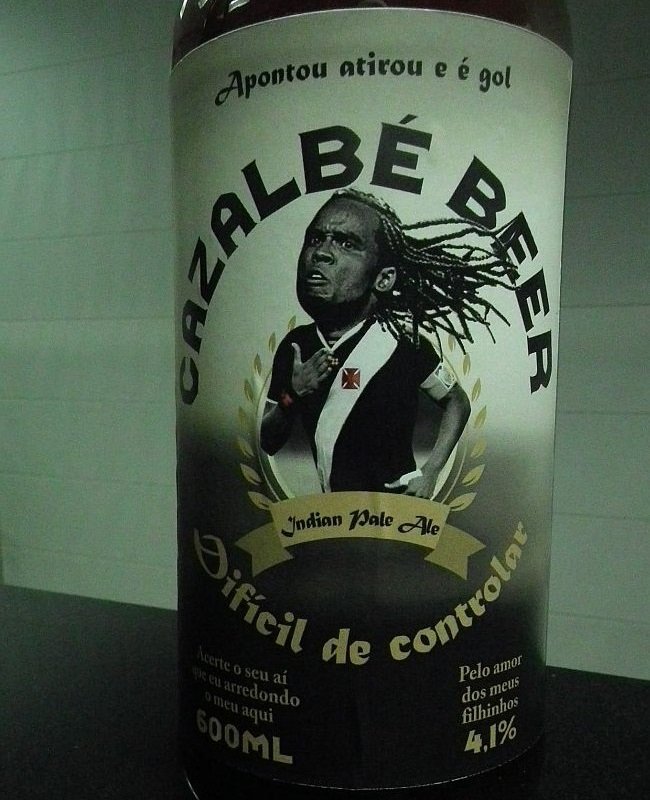 Apontou atirou e é gol
CAZALBÉ BEER
Indian Pale Ale
Difícil de controlar
Acerte o seu aí
que eu arredondo
o meu aqui
600ML
Pelo amor
dos meus
filhinhos
4,1%